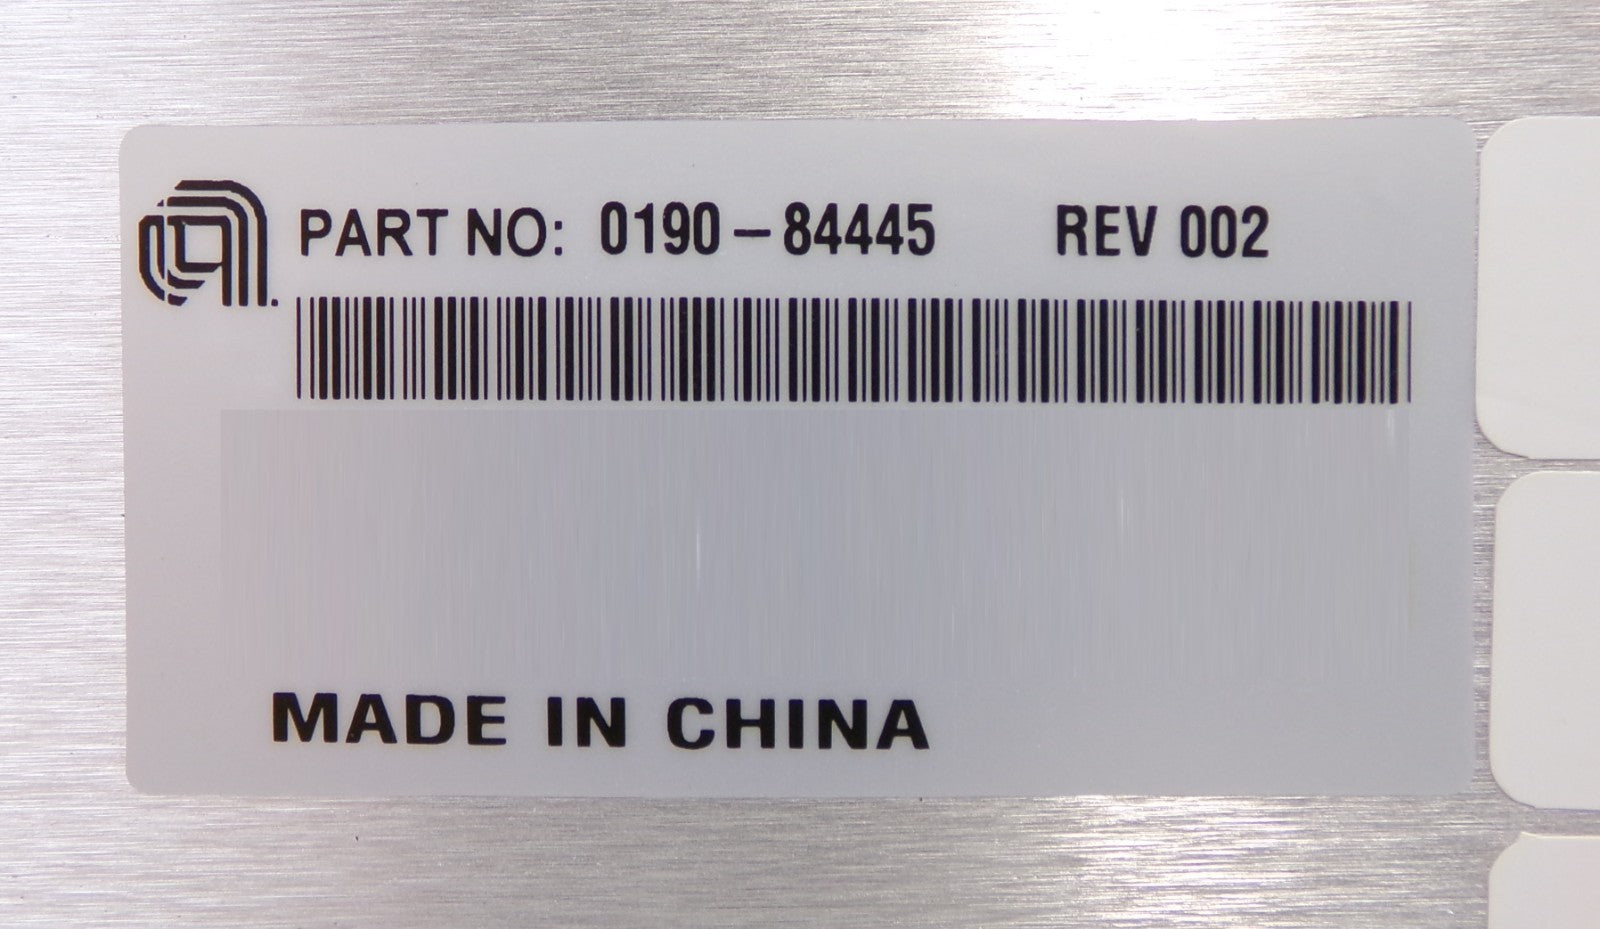 PART NO: 0190-84445 REV 002
MADE IN CHINA